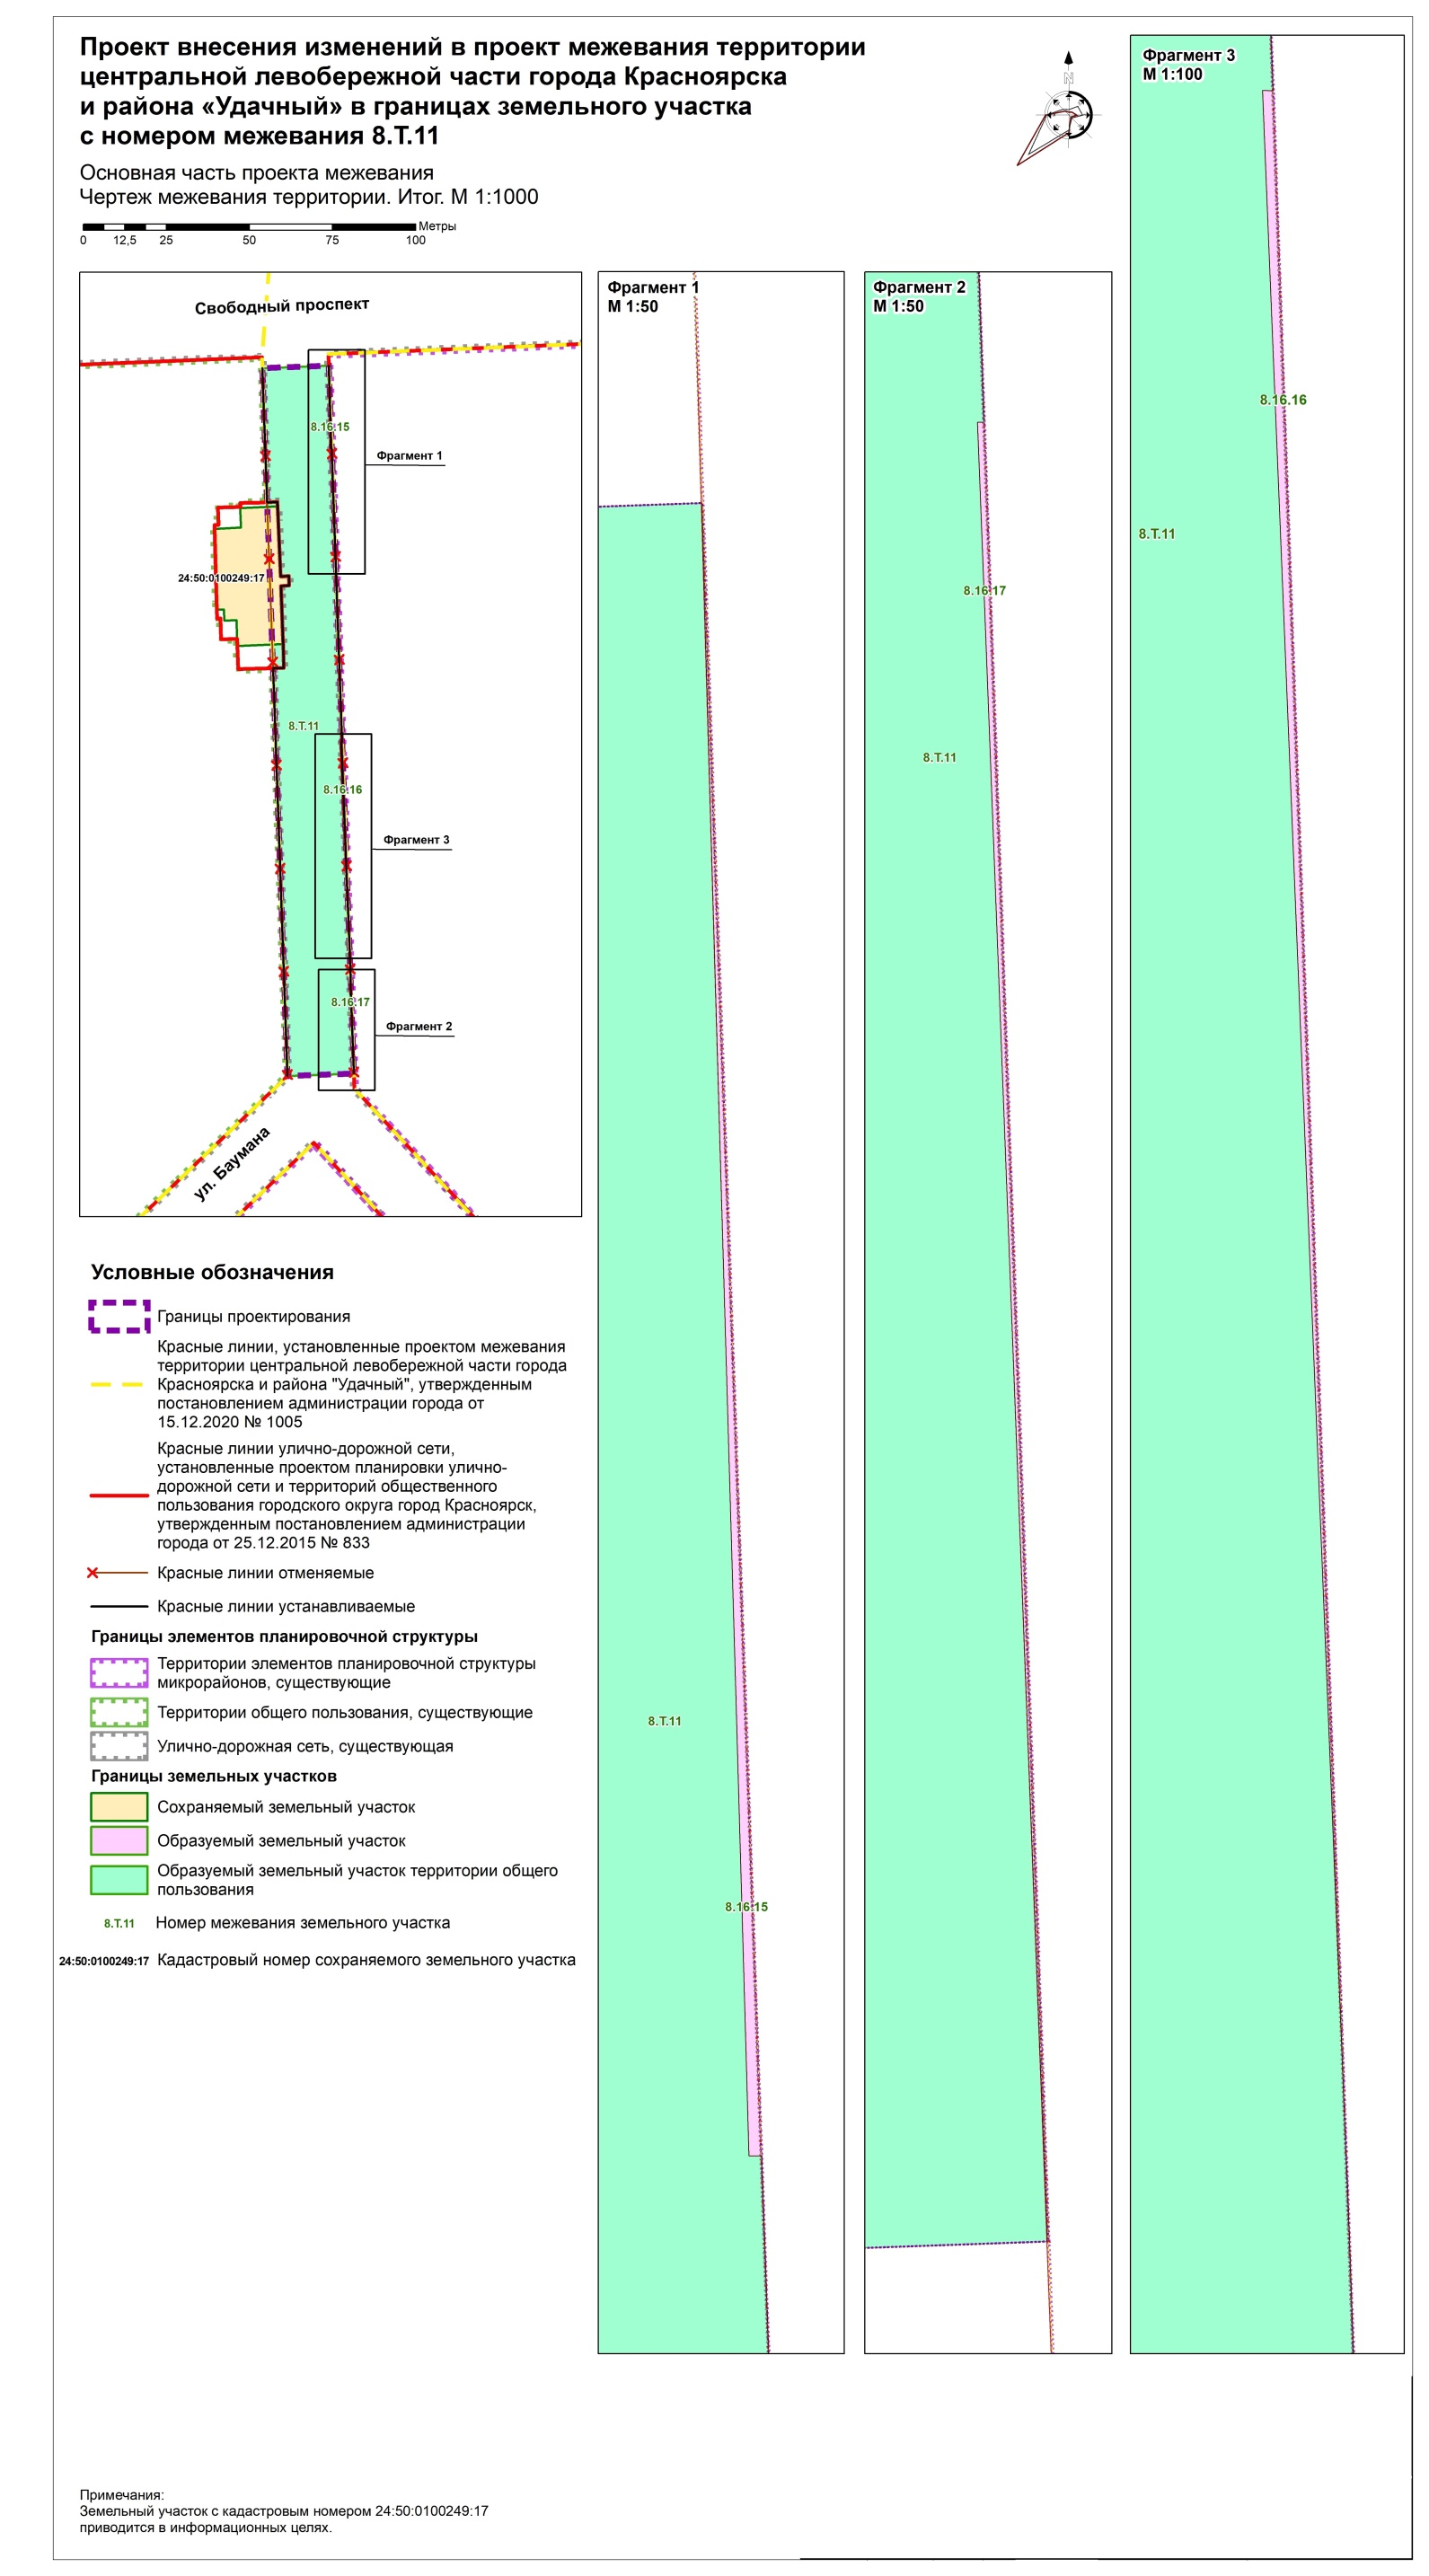 Проект внесения изменений в проект межевания территории
центральной левобережной части города Красноярска
и района «Удачный» в границах земельного участка
с номером межевания 8.Т.11
Основная часть проекта межевания
Чертеж межевания территории. Итог. М 1:1000
Метры
0 12,5 25 50 75 100
N
Свободный проспект
8.16.15
Фрагмент 1
24:50:0100249:17
8.Т.11
8.16.16
Фрагмент 3
8.16.17
Фрагмент 2
ул. Баумана
Фрагмент 1
М 1:50
8.Т.11
8.16.15
Фрагмент 2
М 1:50
8.16.17
8.Т.11
Фрагмент 3
М 1:100
8.16.16
8.Т.11
Условные обозначения
Границы проектирования
Красные линии, установленные проектом межевания
территории центральной левобережной части города
Красноярска и района "Удачный", утвержденным
постановлением администрации города от
15.12.2020 № 1005
Красные линии улично-дорожной сети,
установленные проектом планировки улично-
дорожной сети и территорий общественного
пользования городского округа город Красноярск,
утвержденным постановлением администрации
города от 25.12.2015 № 833
Красные линии отменяемые
Красные линии устанавливаемые
Границы элементов планировочной структуры
Территории элементов планировочной структуры
микрорайонов, существующие
Территории общего пользования, существующие
Улично-дорожная сеть, существующая
Границы земельных участков
Сохраняемый земельный участок
Образуемый земельный участок
Образуемый земельный участок территории общего
пользования
8.Т.11 Номер межевания земельного участка
24:50:0100249:17 Кадастровый номер сохраняемого земельного участка
Примечания:
Земельный участок с кадастровым номером 24:50:0100249:17
приводится в информационных целях.